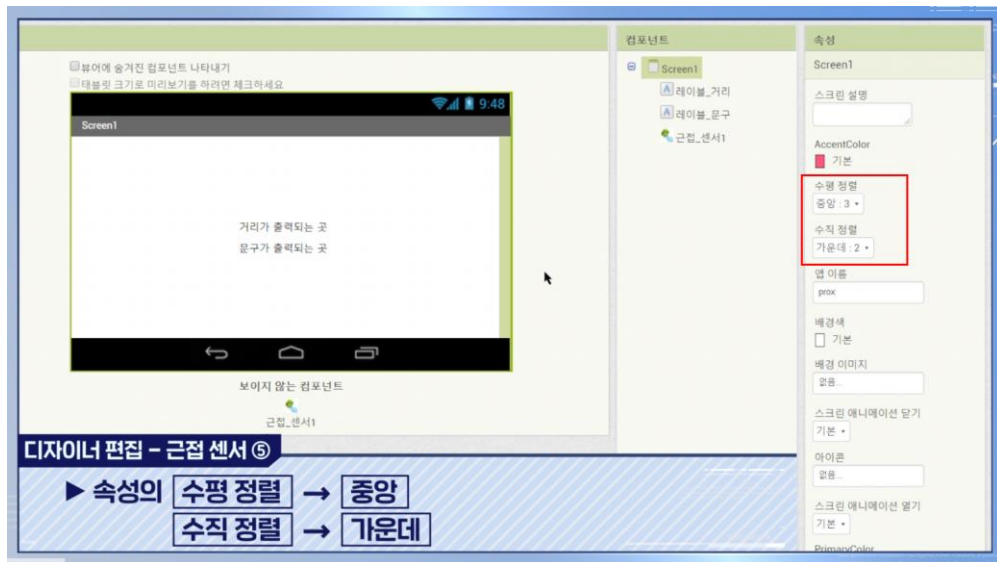 뷰어에 숨겨진 컴포넌트 나타내기
태블릿 크기로 미리보기를 하려면 체크하세요
9:48
Screen1
거리가 출력되는 곳
문구가 출력되는 곳
보이지 않는 컴포넌트
근접_센서1
컴포넌트
Screen1
레이블_거리
레이블_문구
근접_센서1
속성
Screen1
스크린 설명
AccentColor
기본
수평 정렬
중앙 : 3
수직 정렬
가운데 : 2
앱 이름
prox
배경색
기본
배경 이미지
없음...
스크린 애니메이션 닫기
기본
아이콘
없음...
스크린 애니메이션 열기
기본
PrimaryColor
디자이너 편집 – 근접 센서 ⑤
▶ 속성의 수평 정렬 → 중앙
수직 정렬 → 가운데